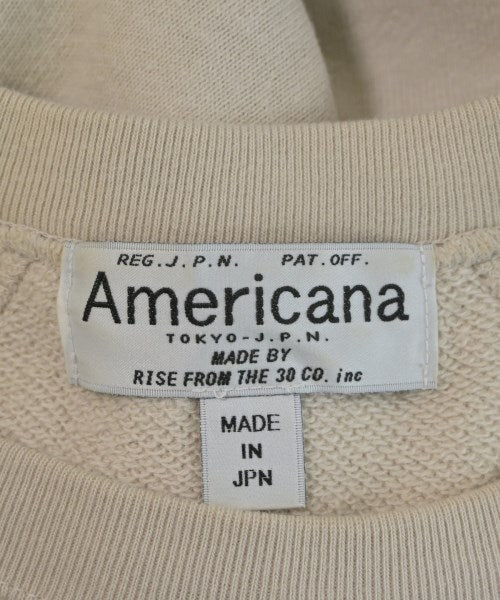 REG.J.P.N. PAT.OFF.
Americana
TOKYO-J.P.N.
MADE BY
RISE FROM THE 30 CO. inc
MADE
IN
JPN